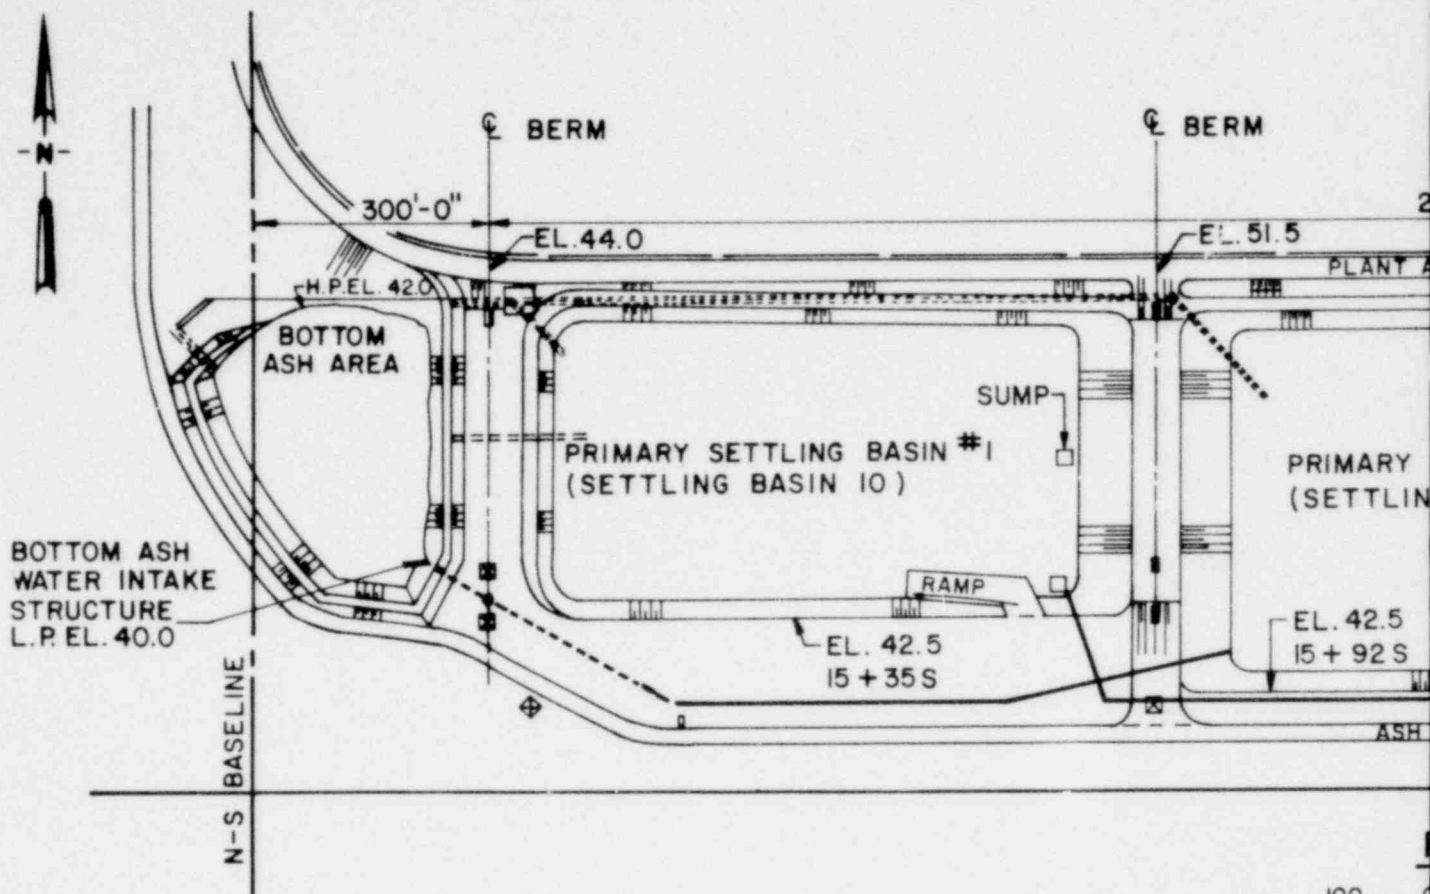 N
℄ BERM
℄ BERM
300'-0"
2
EL. 44.0
EL. 51.5
PLANT A
H.P. EL. 42.0
BOTTOM
ASH AREA
SUMP
PRIMARY SETTLING BASIN #1
(SETTLING BASIN 10)
PRIMARY
(SETTLIN
BOTTOM ASH
WATER INTAKE
STRUCTURE
L.P. EL. 40.0
RAMP
EL. 42.5
15 + 35 S
EL. 42.5
15 + 92 S
ASH
N-S BASELINE